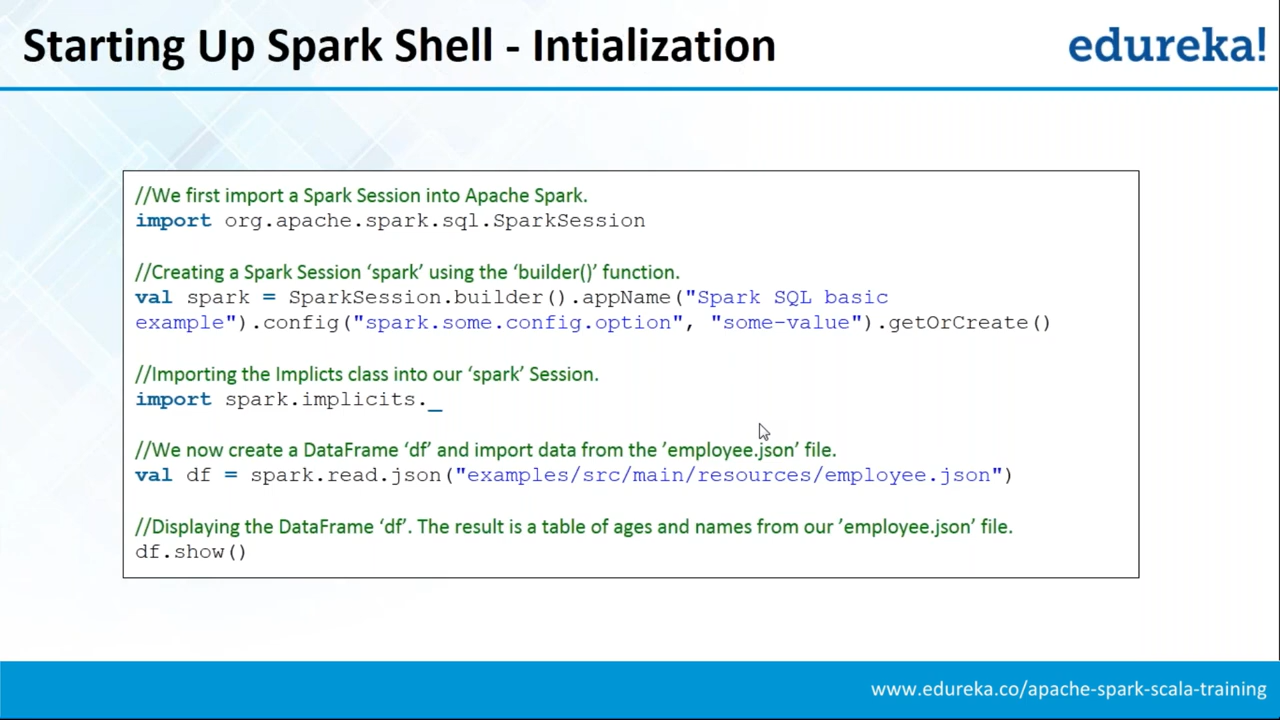 Starting Up Spark Shell - Intialization
edureka!
//We first import a Spark Session into Apache Spark.
import org.apache.spark.sql.SparkSession
//Creating a Spark Session ‘spark’ using the ‘builder()’ function.
val spark = SparkSession.builder().appName("Spark SQL basic
example").config("spark.some.config.option", "some-value").getOrCreate()
//Importing the Implicts class into our ‘spark’ Session.
import spark.implicits._
//We now create a DataFrame ‘df’ and import data from the ’employee.json’ file.
val df = spark.read.json("examples/src/main/resources/employee.json")
//Displaying the DataFrame ‘df’. The result is a table of ages and names from our ’employee.json’ file.
df.show()
www.edureka.co/apache-spark-scala-training